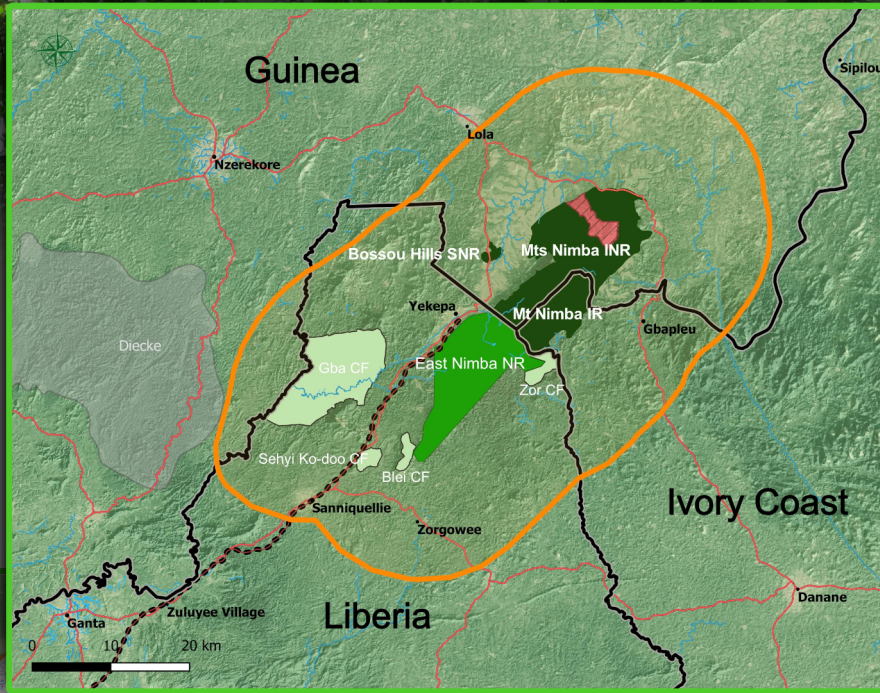 Guinea
Sipilou
Lola
Nzerekore
Bossou Hills SNR
Mts Nimba INR
Yekepa
Mt Nimba IR
Gbapleu
Diecke
Gba CF
East Nimba NR
Zor CF
Sehyi Ko-doo CF
Blei CF
Sanniquellie
Ivory Coast
Zorgowee
Danane
Zuluyee Village
Liberia
Ganta
0 10 20 km